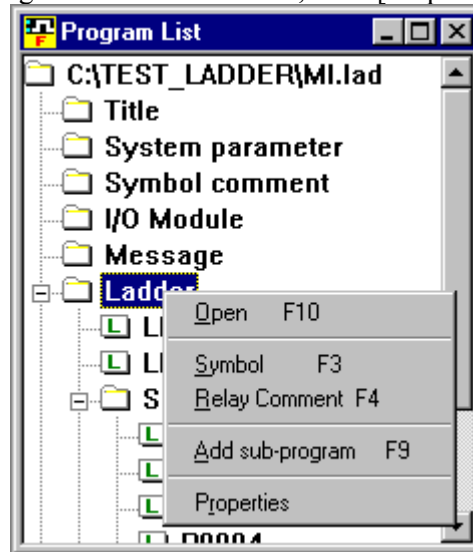 Program List
C:\TEST_LADDER\MI.lad
Title
System parameter
Symbol comment
I/O Module
Message
Ladder
Open F10
Symbol F3
Relay Comment F4
Add sub-program F9
Properties
L
L
S
L
L
L